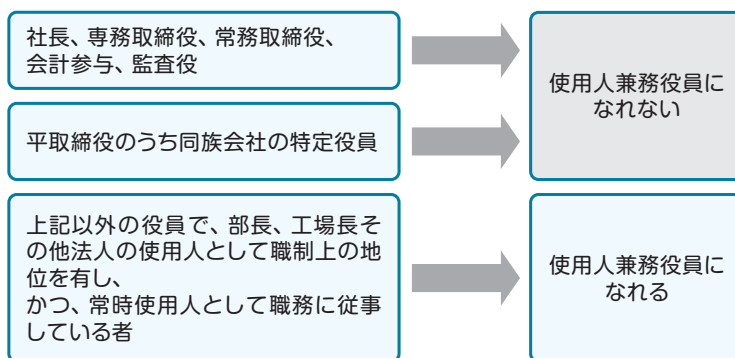 社長、専務取締役、常務取締役、
会計参与、監査役
使用人兼務役員に
なれない
平取締役のうち同族会社の特定役員
上記以外の役員で、部長、工場長そ
の他法人の使用人として職制上の地
位を有し、
かつ、常時使用人として職務に従事
している者
使用人兼務役員に
なれる